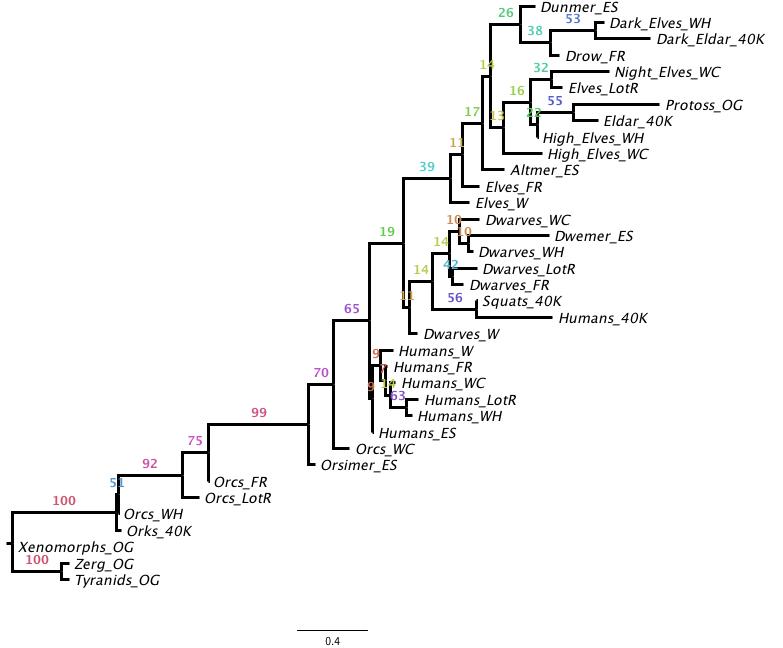 Dunmer_ES
26
53
Dark_Elves_WH
38
Dark_Eldar_40K
Drow_FR
14
32
Night_Elves_WC
Elves_LotR
16
55
Protoss_OG
17
13
22
Eldar_40K
High_Elves_WH
11
High_Elves_WC
39
Altmer_ES
Elves_FR
Elves_W
10
Dwarves_WC
19
10
Dwemer_ES
14
Dwarves_WH
14
42
Dwarves_LotR
Dwarves_FR
11
56
Squats_40K
65
Humans_40K
Dwarves_W
9
Humans_W
70
7
Humans_FR
9
14
Humans_WC
63
Humans_LotR
99
Humans_WH
Humans_ES
75
Orcs_WC
92
Orsimer_ES
51
Orcs_FR
100
Orcs_LotR
Orcs_WH
Orks_40K
Xenomorphs_OG
100
Zerg_OG
Tyranids_OG
0.4